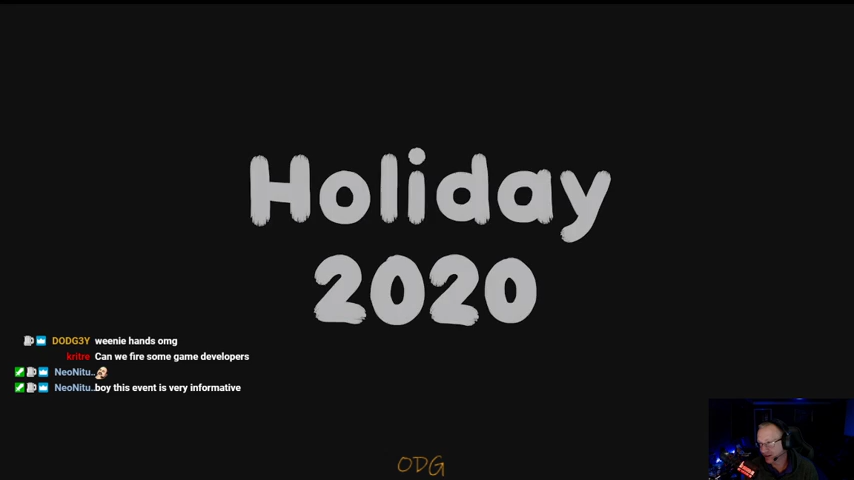 Holiday
2020
DODG3Y weenie hands omg
kritre Can we fire some game developers
NeoNitu..
NeoNitu.. boy this event is very informative
ODG